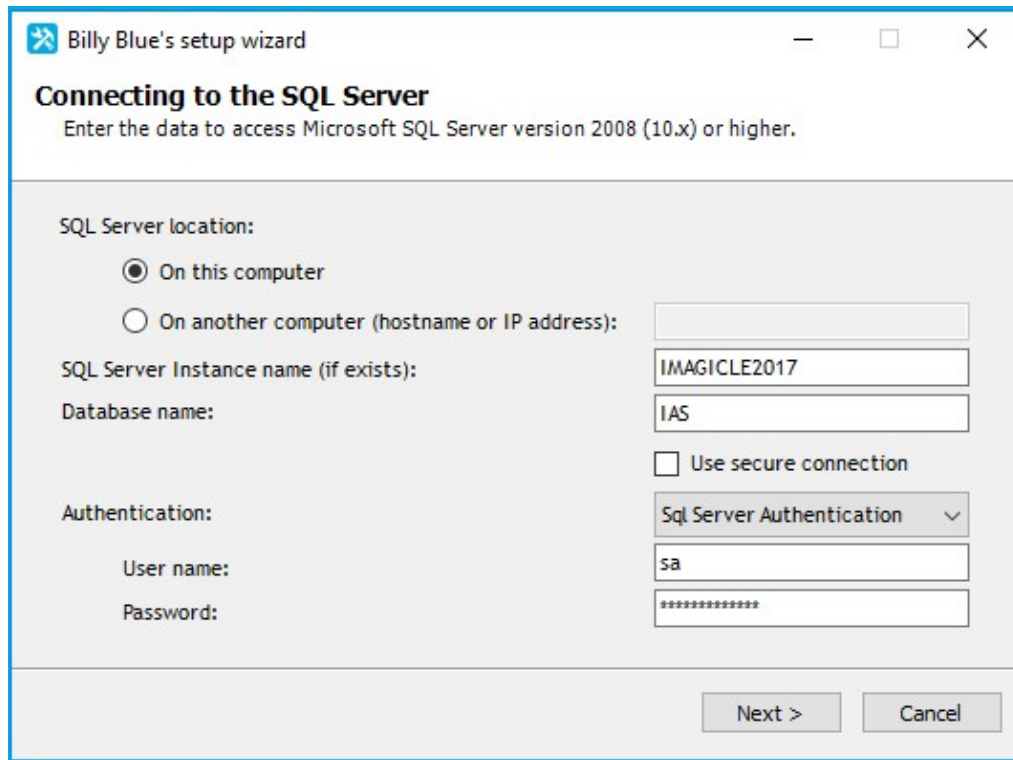 Billy Blue's setup wizard
Connecting to the SQL Server
Enter the data to access Microsoft SQL Server version 2008 (10.x) or higher.
SQL Server location:
On this computer
On another computer (hostname or IP address):
SQL Server Instance name (if exists): IMAGICLE2017
Database name: IAS
Use secure connection
Authentication: Sql Server Authentication
User name: sa
Password: *************
Next > Cancel